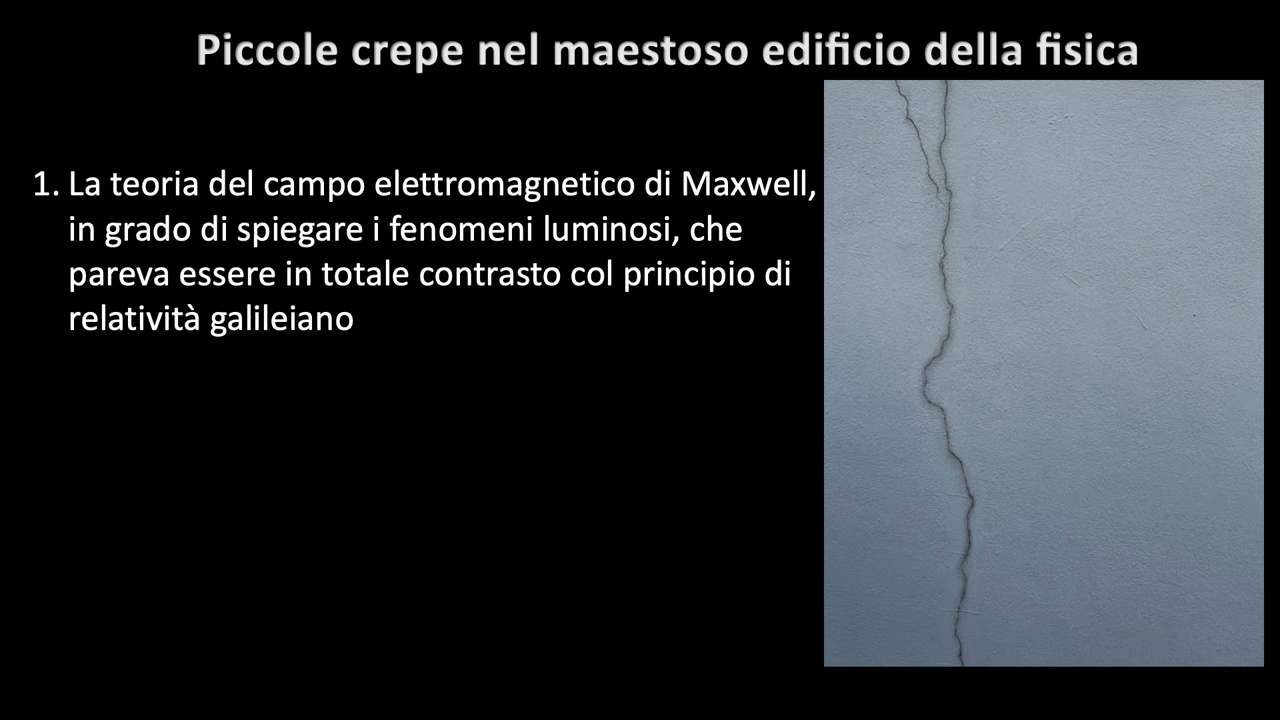 Piccole crepe nel maestoso edificio della fisica
1. La teoria del campo elettromagnetico di Maxwell,
in grado di spiegare i fenomeni luminosi, che
pareva essere in totale contrasto col principio di
relatività galileiano